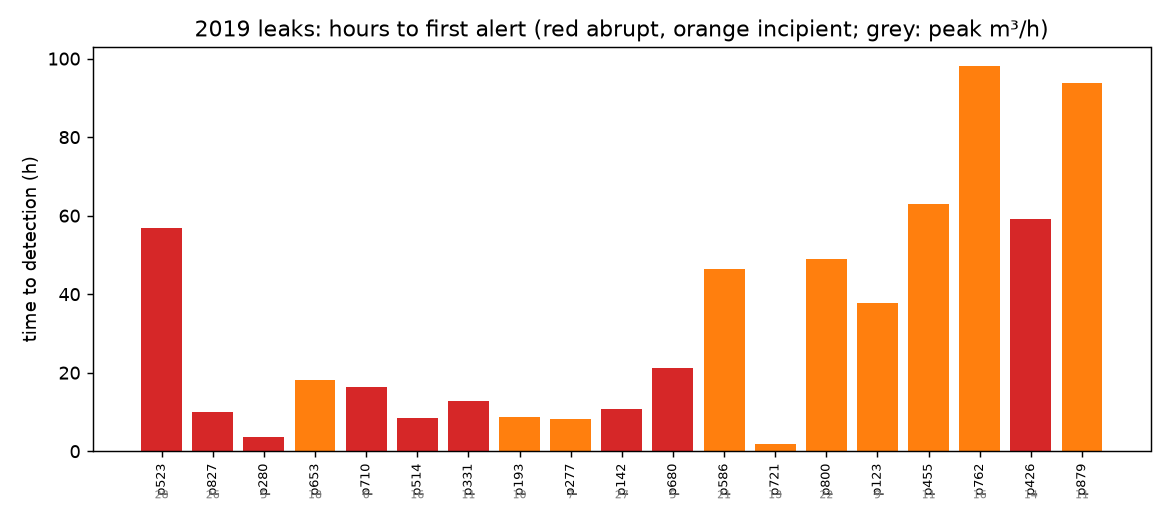 2019 leaks: hours to first alert (red abrupt, orange incipient; grey: peak m³/h)
time to detection (h)
100
80
60
40
20
0
p523
p827
p280
p653
p710
p514
p331
p193
p277
p142
p680
p586
p721
p800
p123
p455
p762
p426
p879